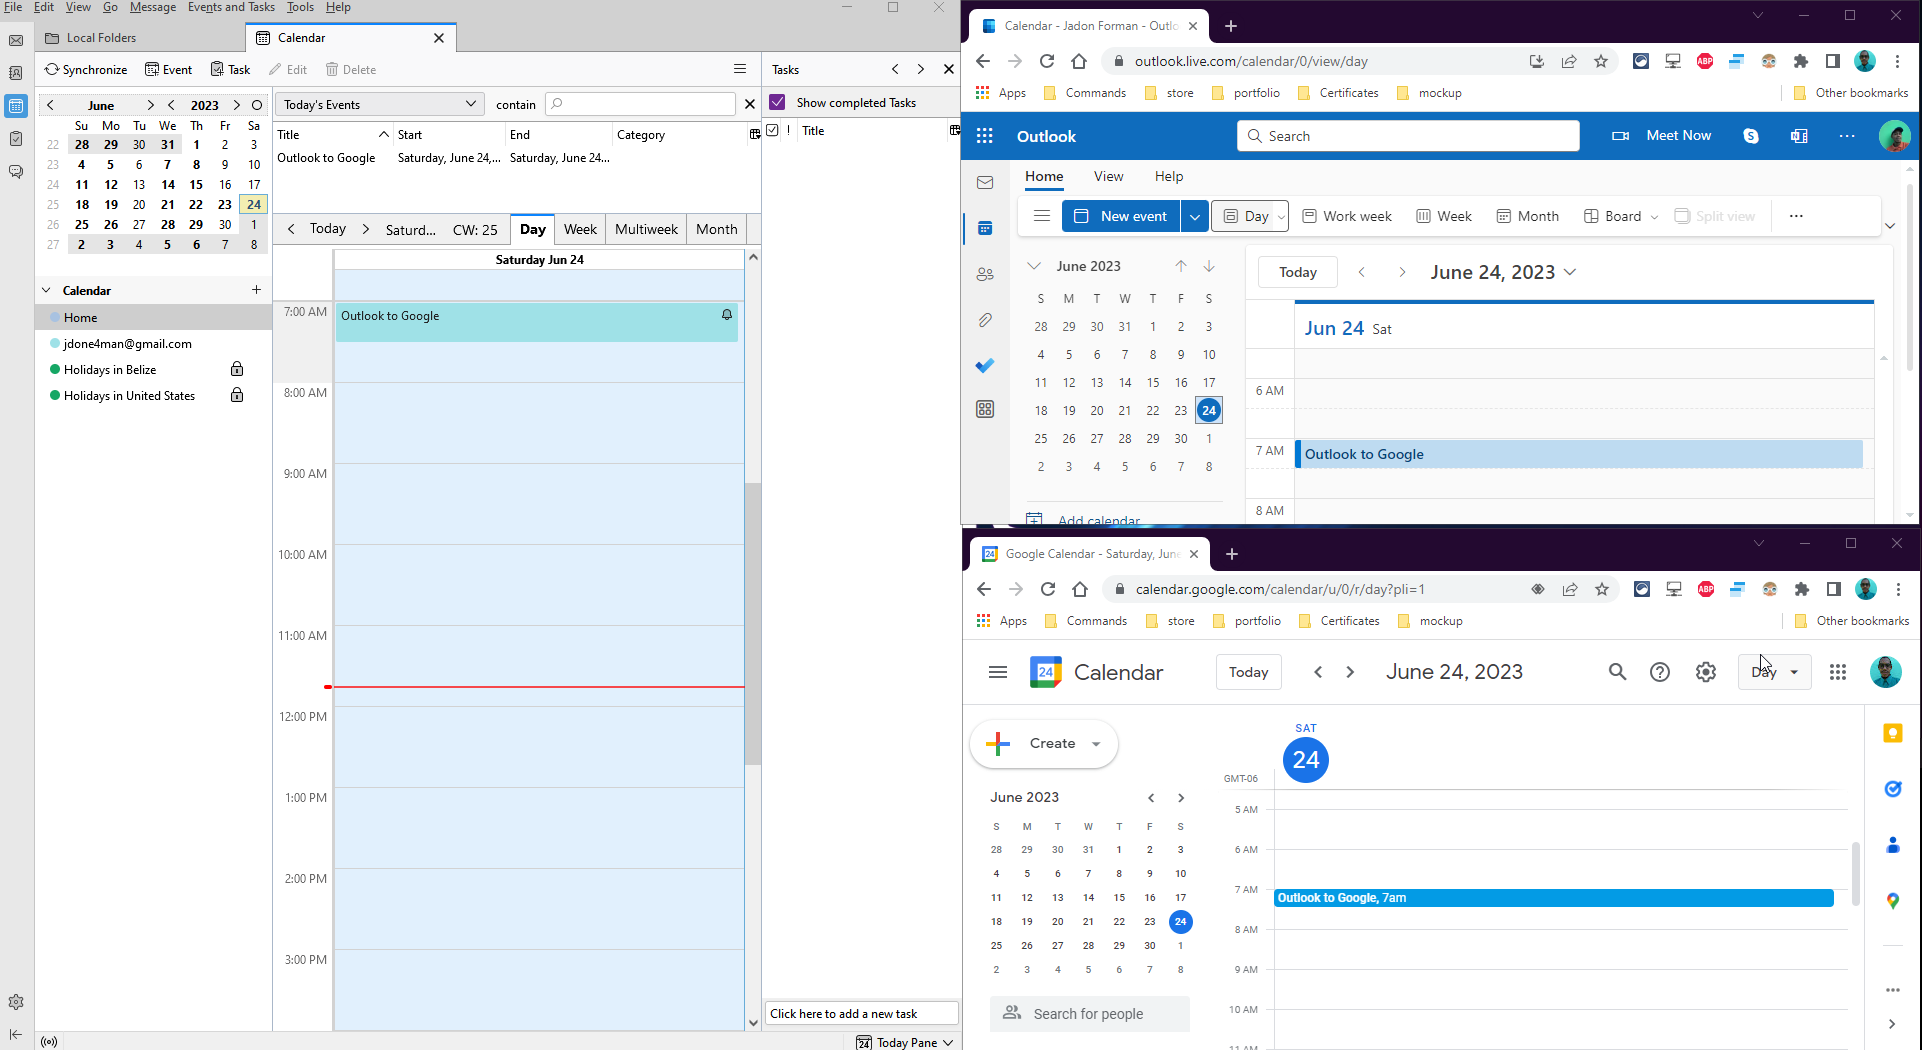 File Edit View Go Message Events and Tasks Tools Help
Local Folders
Calendar
Synchronize Event Task Edit Delete
June 2023
Su Mo Tu We Th Fr Sa
22 28 29 30 31 1 2 3
23 4 5 6 7 8 9 10
24 11 12 13 14 15 16 17
25 18 19 20 21 22 23 24
26 25 26 27 28 29 30 1
27 2 3 4 5 6 7 8
Calendar
Home
jdone4man@gmail.com
Holidays in Belize
Holidays in United States
Today's Events contain
Title Start End Category
Outlook to Google Saturday, June 24,... Saturday, June 24...
Today Saturd... CW: 25 Day Week Multiweek Month
Saturday Jun 24
7:00 AM Outlook to Google
8:00 AM
9:00 AM
10:00 AM
11:00 AM
12:00 PM
1:00 PM
2:00 PM
3:00 PM
Tasks
Show completed Tasks
! Title
Click here to add a new task
24 Today Pane
Calendar - Jadon Forman - Outlo
outlook.live.com/calendar/0/view/day
ABP
Apps Commands store portfolio Certificates mockup Other bookmarks
Outlook Search Meet Now
Home View Help
New event Day Work week Week Month Board Split view
June 2023
S M T W T F S
28 29 30 31 1 2 3
4 5 6 7 8 9 10
11 12 13 14 15 16 17
18 19 20 21 22 23 24
25 26 27 28 29 30 1
2 3 4 5 6 7 8
Add calendar
Today June 24, 2023
Jun 24 Sat
6 AM
7 AM Outlook to Google
8 AM
24 Google Calendar - Saturday, June
calendar.google.com/calendar/u/0/r/day?pli=1
ABP
Apps Commands store portfolio Certificates mockup Other bookmarks
24 Calendar Today June 24, 2023 Day
Create
June 2023
S M T W T F S
28 29 30 31 1 2 3
4 5 6 7 8 9 10
11 12 13 14 15 16 17
18 19 20 21 22 23 24
25 26 27 28 29 30 1
2 3 4 5 6 7 8
Search for people
SAT
24
GMT-06
5 AM
6 AM
7 AM Outlook to Google, 7am
8 AM
9 AM
10 AM
11 AM